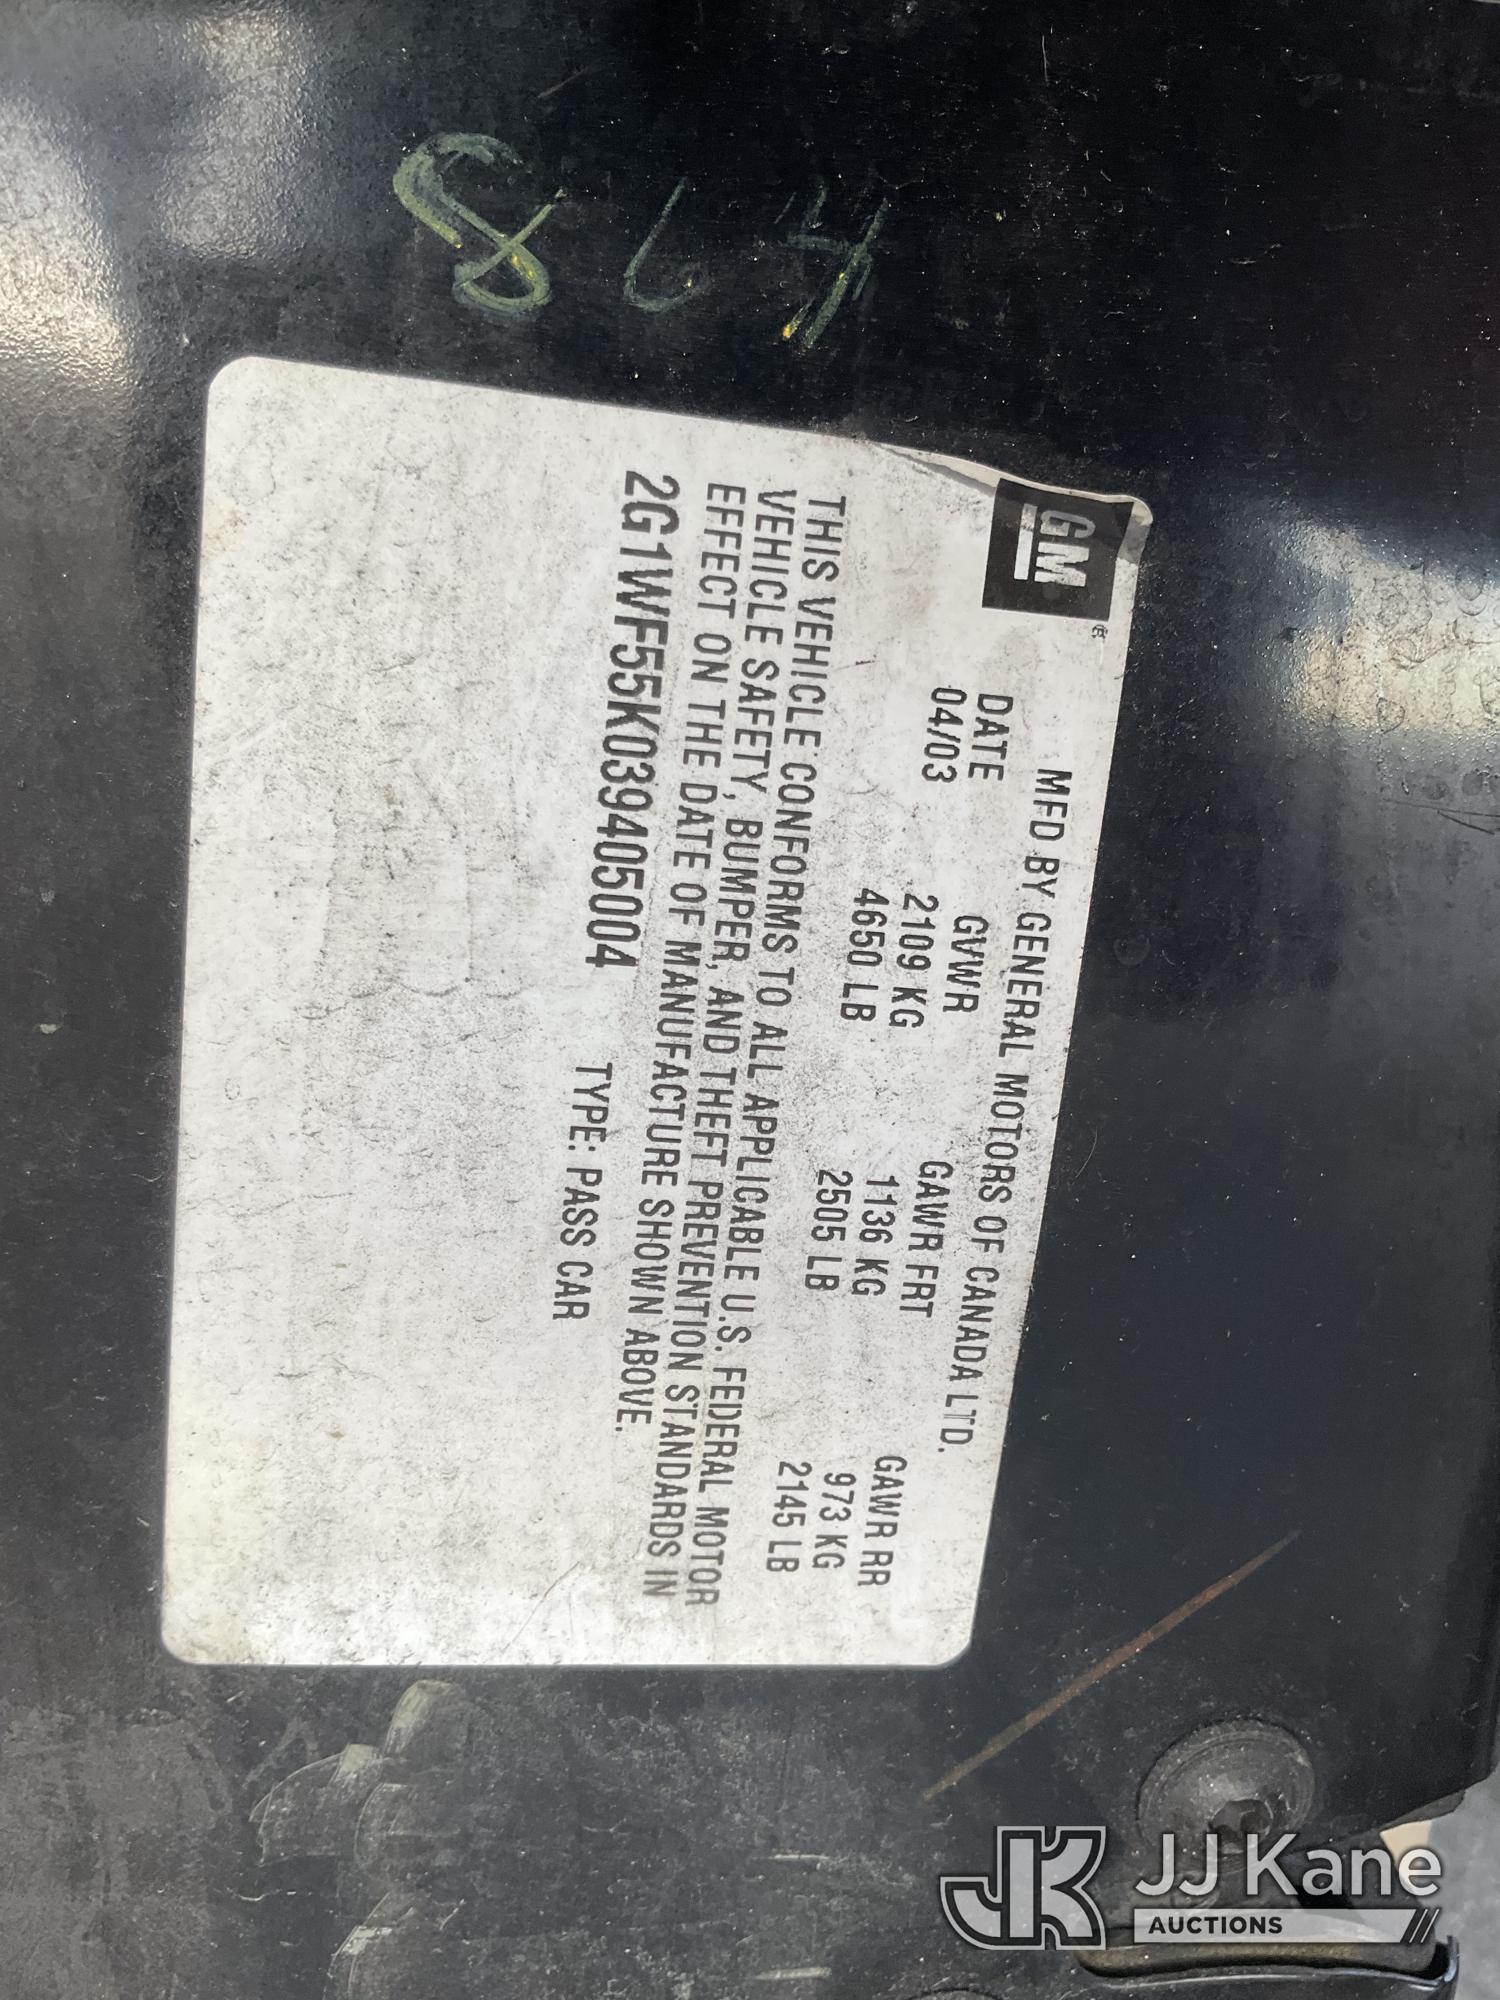 GM
MFD BY GENERAL MOTORS OF CANADA LTD.
DATE GVWR GAWR FRT GAWR RR
04/03 2109 KG 1136 KG 973 KG
4650 LB 2505 LB 2145 LB
THIS VEHICLE CONFORMS TO ALL APPLICABLE U.S. FEDERAL MOTOR
VEHICLE SAFETY, BUMPER, AND THEFT PREVENTION STANDARDS IN
EFFECT ON THE DATE OF MANUFACTURE SHOWN ABOVE.
2G1WF55K039405004 TYPE: PASS CAR
JK JJ Kane
AUCTIONS